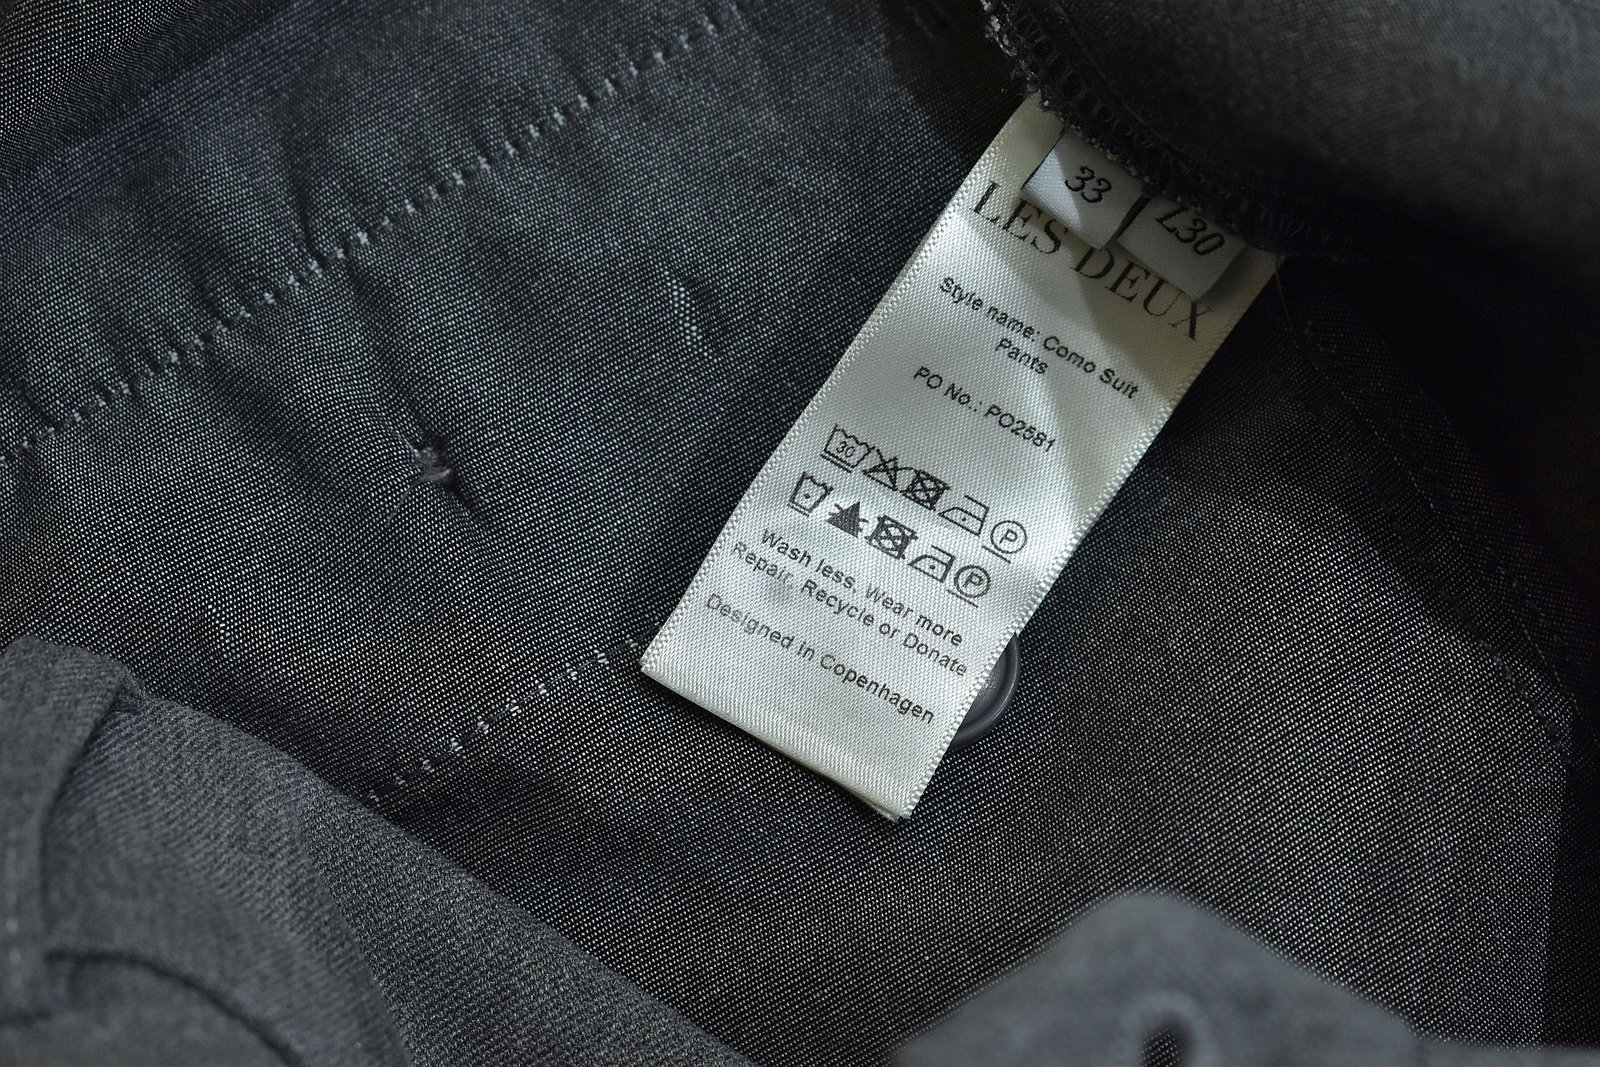 33
L30
LES DEUX
Style name: Como Suit
Pants
PO No.: PO2581
30
P
P
Wash less. Wear more
Repair, Recycle or Donate
Designed in Copenhagen